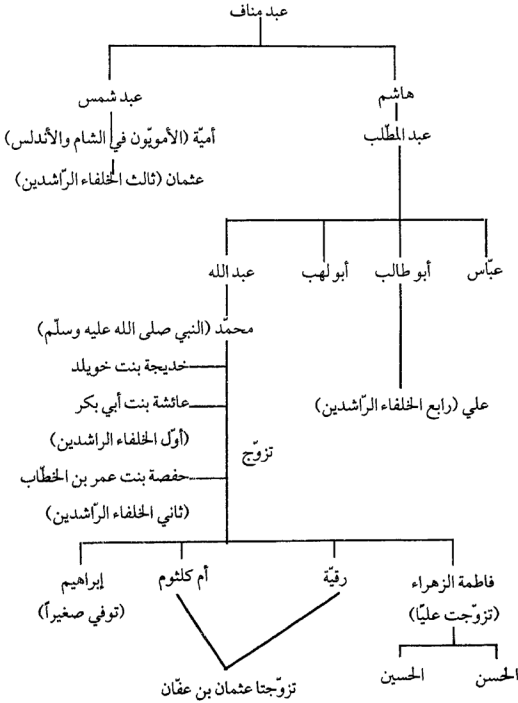 عبد مناف
هاشم
عبد شمس
عبد المطّلب
أميّة (الأمويّون في الشام والأندلس)
عثمان (ثالث الخلفاء الرّاشدين)
عبّاس
أبو طالب
أبو لهب
عبد الله
محمّد (النبي صلى الله عليه وسلّم)
خديجة بنت خويلد
علي (رابع الخلفاء الرّاشدين)
عائشة بنت أبي بكر
(أوّل الخلفاء الراشدين)
تزوّج
حفصة بنت عمر بن الخطّاب
(ثاني الخلفاء الرّاشدين)
فاطمة الزهراء
رقيّة
أم كلثوم
إبراهيم
(تزوّجت عليّا)
(توفي صغيراً)
الحسن
الحسين
تزوّجتا عثمان بن عفّان